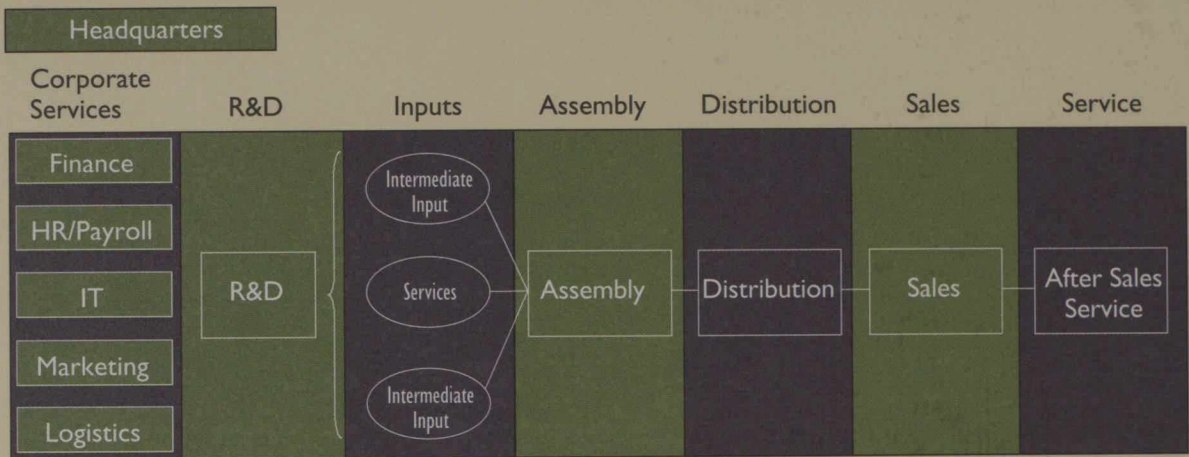 Headquarters
Corporate
Services
R&D
Inputs
Assembly
Distribution
Sales
Service
Finance
HR/Payroll
IT
Marketing
Logistics
R&D
Intermediate
Input
Services
Intermediate
Input
Assembly
Distribution
Sales
After Sales
Service